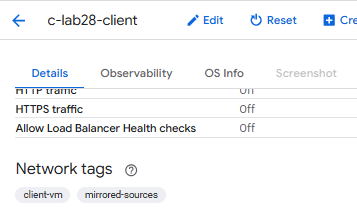 c-lab28-client
Edit
Reset
Cre
Details
Observability
OS Info
Screenshot
HTTP traffic Off
HTTPS traffic Off
Allow Load Balancer Health checks Off
Network tags
client-vm
mirrored-sources